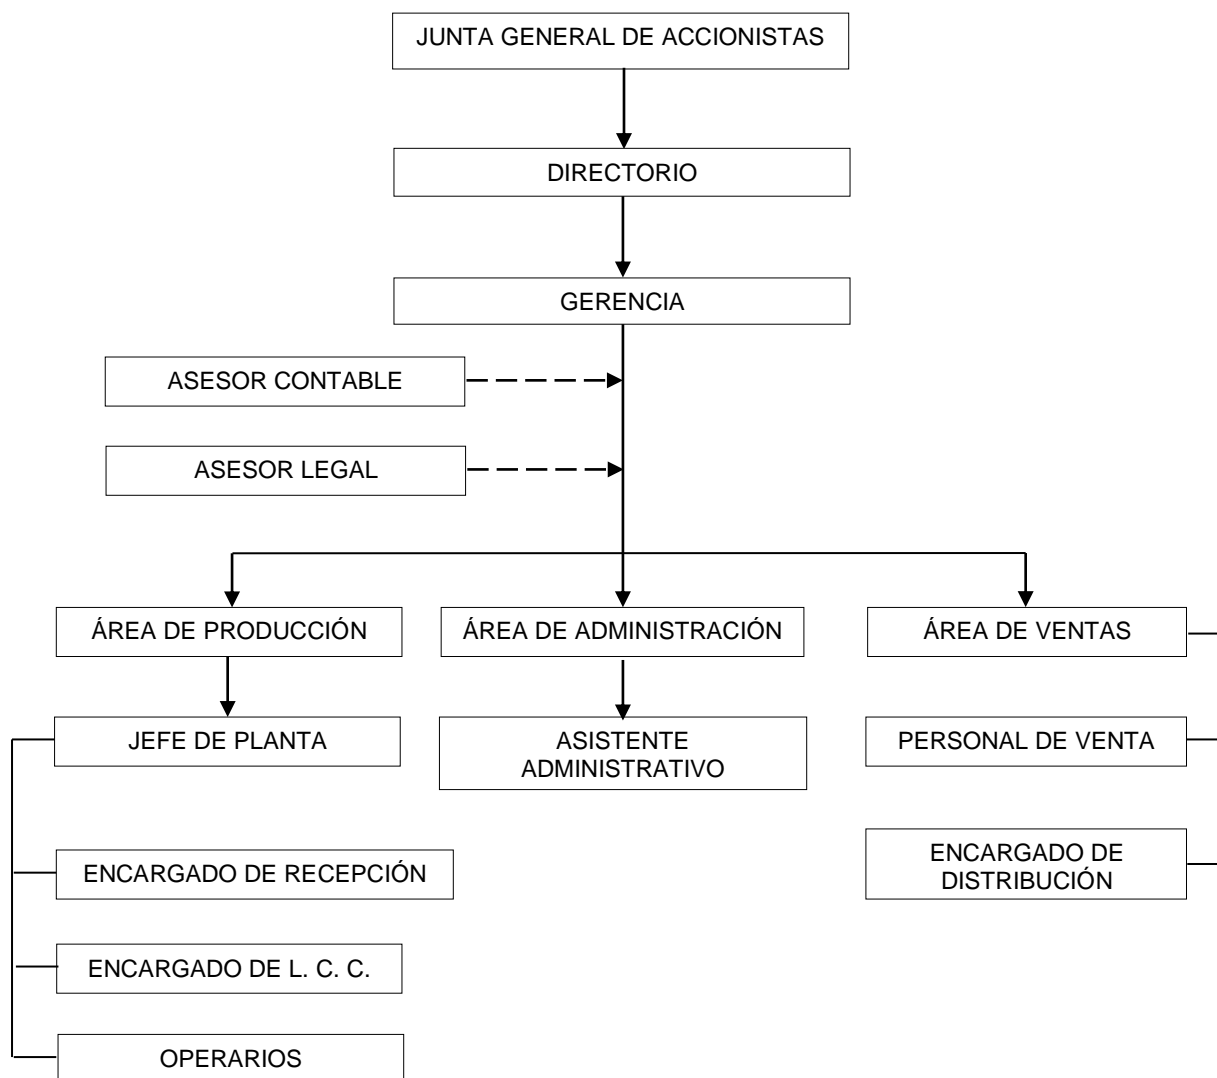 JUNTA GENERAL DE ACCIONISTAS
DIRECTORIO
GERENCIA
ASESOR CONTABLE
ASESOR LEGAL
ÁREA DE PRODUCCIÓN
ÁREA DE ADMINISTRACIÓN
ÁREA DE VENTAS
JEFE DE PLANTA
ASISTENTE
ADMINISTRATIVO
PERSONAL DE VENTA
ENCARGADO DE RECEPCIÓN
ENCARGADO DE
DISTRIBUCIÓN
ENCARGADO DE L. C. C.
OPERARIOS